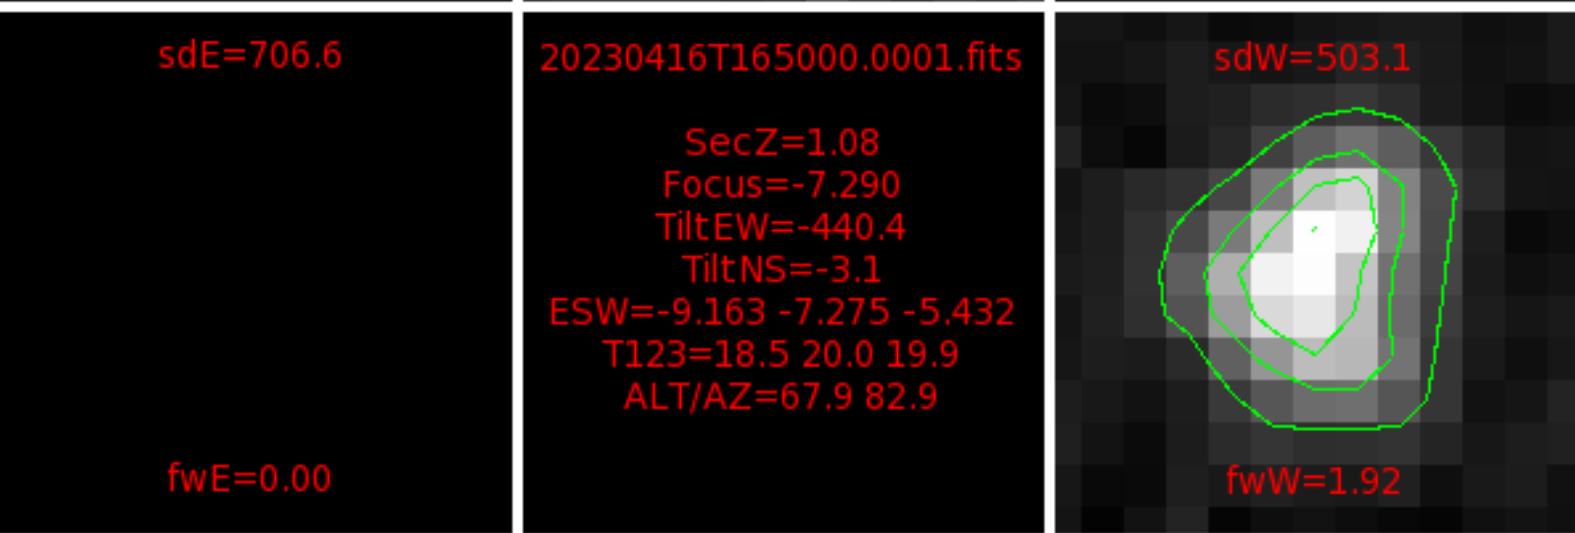 sdE=706.6
fwE=0.00
20230416T165000.0001.fits
SecZ=1.08
Focus=-7.290
TiltEW=-440.4
TiltNS=-3.1
ESW=-9.163 -7.275 -5.432
T123=18.5 20.0 19.9
ALT/AZ=67.9 82.9
sdW=503.1
fwW=1.92